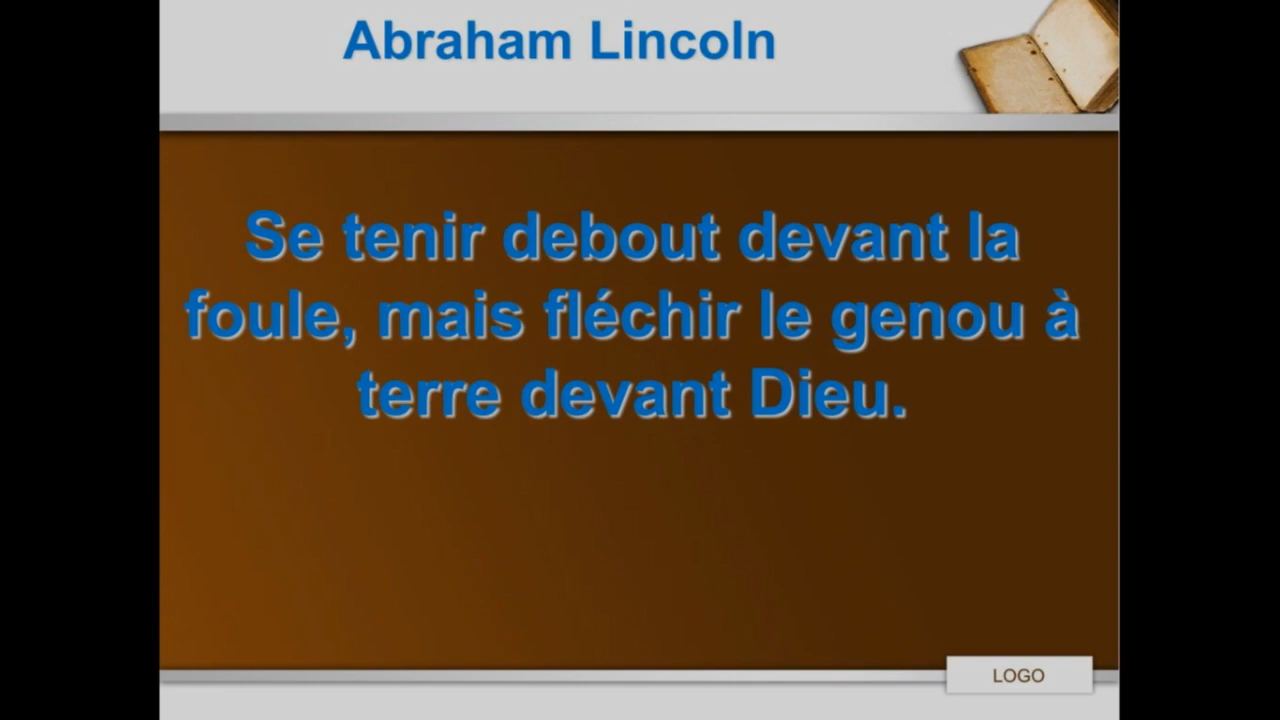 Abraham Lincoln
Se tenir debout devant la
foule, mais fléchir le genou à
terre devant Dieu.
LOGO